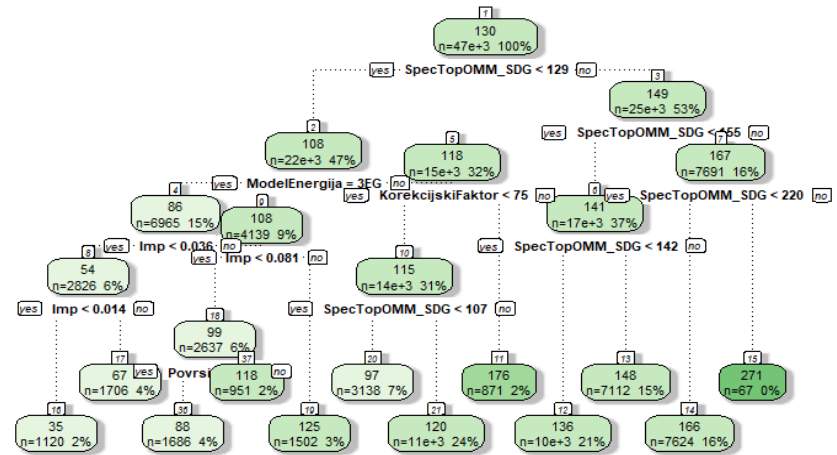 1
130
n=47e+3 100%
yes SpecTopOMM_SDG < 129 no
3
149
n=25e+3 53%
2
108
n=22e+3 47%
5
118
n=15e+3 32%
yes SpecTopOMM_SDG < 155 no
7
167
n=7691 16%
4
86
n=6965 15%
yes ModelEnergija = 3EG no
9
108
n=4139 9%
yes KorekcijskiFaktor < 75 no
6
141
n=17e+3 37%
yes SpecTopOMM_SDG < 220 no
8
54
n=2826 6%
yes Imp < 0.036 no
yes Imp < 0.081 no
10
115
n=14e+3 31%
yes
SpecTopOMM_SDG < 142 no
yes Imp < 0.014 no
18
99
n=2637 6%
yes SpecTopOMM_SDG < 107 no
17
67
n=1706 4%
yes
37
118
n=951 2%
no
20
97
n=3138 7%
11
176
n=871 2%
13
148
n=7112 15%
15
271
n=67 0%
16
35
n=1120 2%
36
88
n=1686 4%
19
125
n=1502 3%
21
120
n=11e+3 24%
12
136
n=10e+3 21%
14
166
n=7624 16%